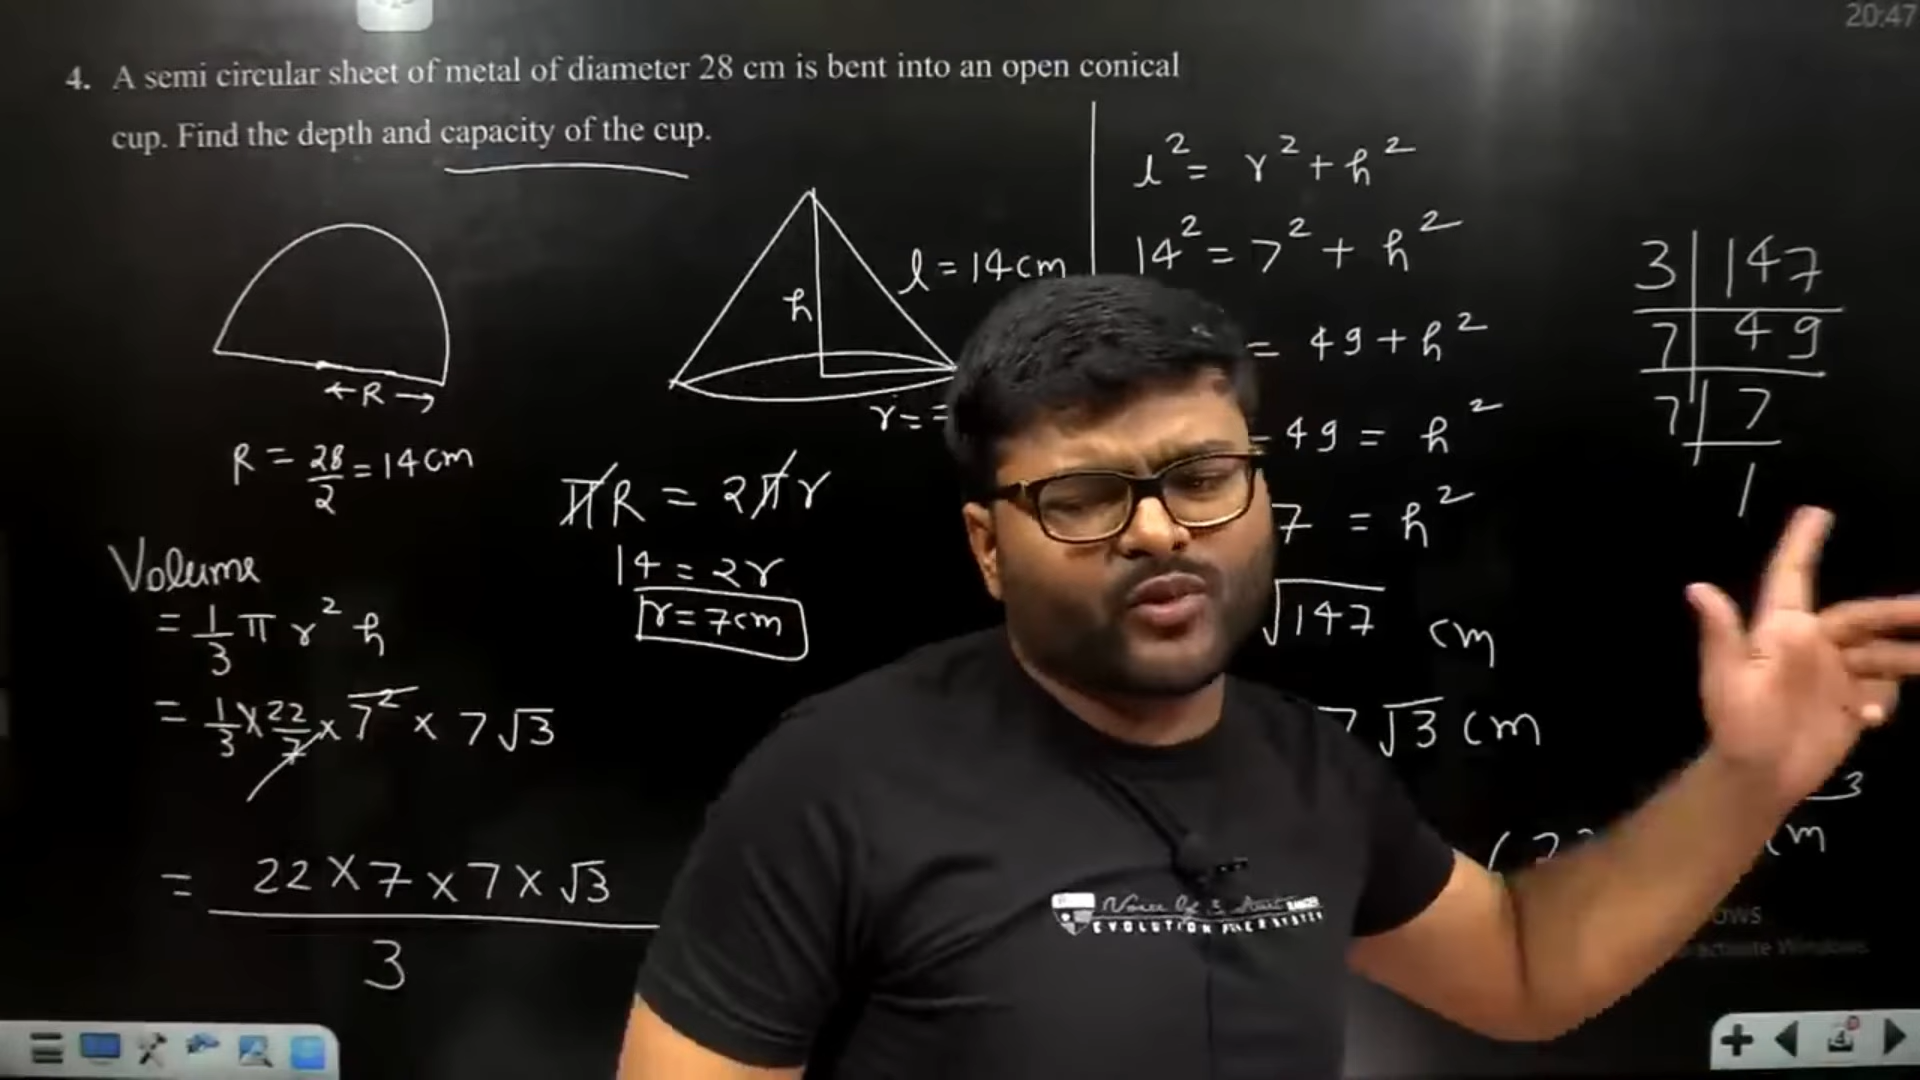 20:47
4. A semi circular sheet of metal of diameter 28 cm is bent into an open conical
cup. Find the depth and capacity of the cup.
←R→
R = 28/2 = 14cm
h
l = 14cm
r =
πR = 2πr
14 = 2r
r = 7cm
Volume
= 1/3 π r² h
= 1/3 × 22/7 × 7² × 7√3
= 22 × 7 × 7 × √3
3
l² = r² + h²
14² = 7² + h²
= 49 + h²
- 49 = h²
7 = h²
√147 cm
7√3 cm
3 | 147
7 | 49
7 | 7
1
3
EVOLUTION